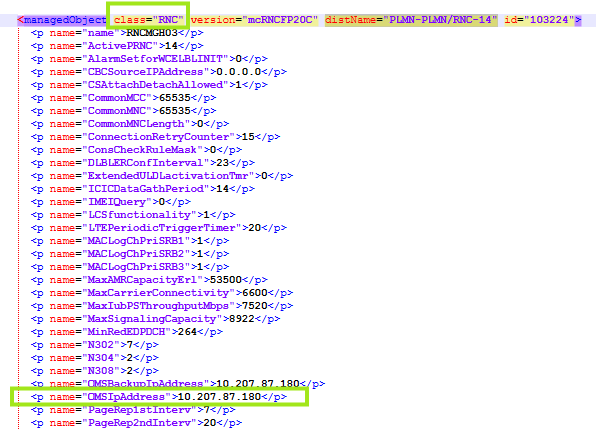 <managedObject class="RNC" version="mcRNCFP20C" distName="PLMN-PLMN/RNC-14" id="103224">
<p name="name">RNCMGH03</p>
<p name="ActivePRNC">14</p>
<p name="AlarmSetforWCELBLINIT">0</p>
<p name="CBCSourceIPAddress">0.0.0.0</p>
<p name="CSAttachDetachAllowed">1</p>
<p name="CommonMCC">65535</p>
<p name="CommonMNC">65535</p>
<p name="CommonMNCLength">0</p>
<p name="ConnectionRetryCounter">15</p>
<p name="ConsCheckRuleMask">0</p>
<p name="DLBLERConfInterval">23</p>
<p name="ExtendedULDLactivationTmr">0</p>
<p name="ICICDataGathPeriod">14</p>
<p name="IMEIQuery">0</p>
<p name="LCSfunctionality">1</p>
<p name="LTEPeriodicTriggerTimer">20</p>
<p name="MACLogChPriSRB1">1</p>
<p name="MACLogChPriSRB2">1</p>
<p name="MACLogChPriSRB3">1</p>
<p name="MaxAMRCapacityErl">53500</p>
<p name="MaxCarrierConnectivity">6600</p>
<p name="MaxIubPSThroughputMbps">7520</p>
<p name="MaxSignalingCapacity">8922</p>
<p name="MinRedEDPDCH">264</p>
<p name="N302">7</p>
<p name="N304">2</p>
<p name="N308">2</p>
<p name="OMSBackupIpAddress">10.207.87.180</p>
<p name="OMSIpAddress">10.207.87.180</p>
<p name="PageRep1stInterv">7</p>
<p name="PageRep2ndInterv">20</p>